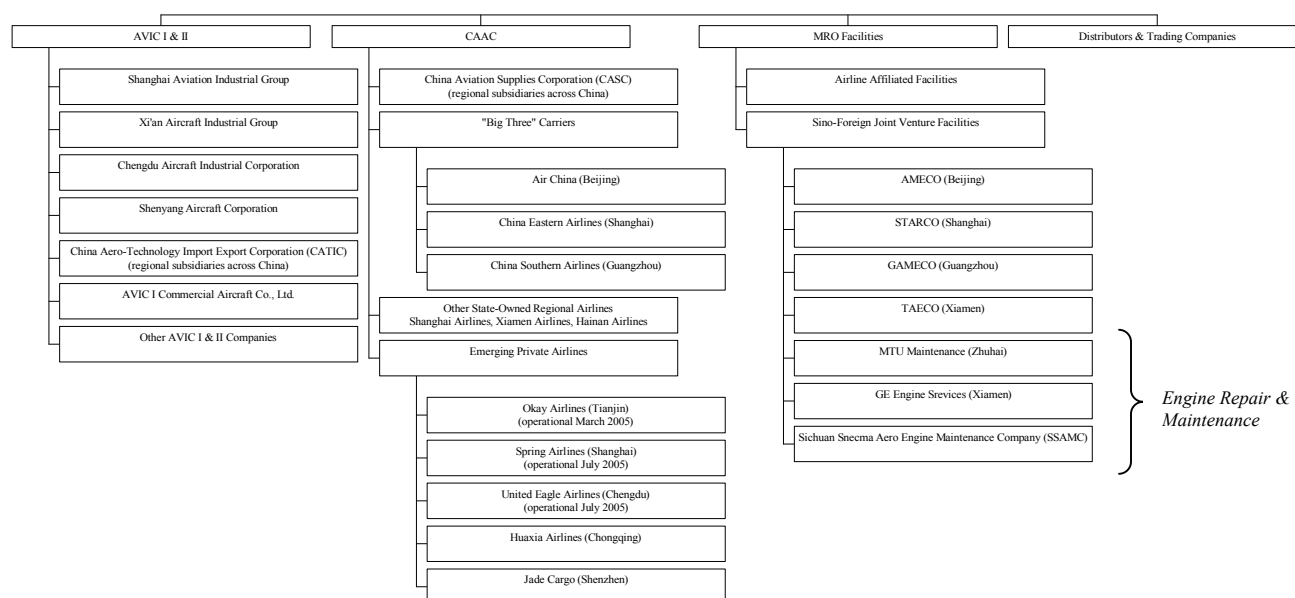 AVIC I & II
Shanghai Aviation Industrial Group
Xi'an Aircraft Industrial Group
Chengdu Aircraft Industrial Corporation
Shenyang Aircraft Corporation
China Aero-Technology Import Export Corporation (CATIC)
(regional subsidiaries across China)
AVIC I Commercial Aircraft Co., Ltd.
Other AVIC I & II Companies
CAAC
China Aviation Supplies Corporation (CASC)
(regional subsidiaries across China)
"Big Three" Carriers
Air China (Beijing)
China Eastern Airlines (Shanghai)
China Southern Airlines (Guangzhou)
Other State-Owned Regional Airlines
Shanghai Airlines, Xiamen Airlines, Hainan Airlines
Emerging Private Airlines
Okay Airlines (Tianjin)
(operational March 2005)
Spring Airlines (Shanghai)
(operational July 2005)
United Eagle Airlines (Chengdu)
(operational July 2005)
Huaxia Airlines (Chongqing)
Jade Cargo (Shenzhen)
MRO Facilities
Airline Affiliated Facilities
Sino-Foreign Joint Venture Facilities
AMECO (Beijing)
STARCO (Shanghai)
GAMECO (Guangzhou)
TAECO (Xiamen)
MTU Maintenance (Zhuhai)
GE Engine Srevices (Xiamen)
Sichuan Snecma Aero Engine Maintenance Company (SSAMC)
Engine Repair &
Maintenance
Distributors & Trading Companies